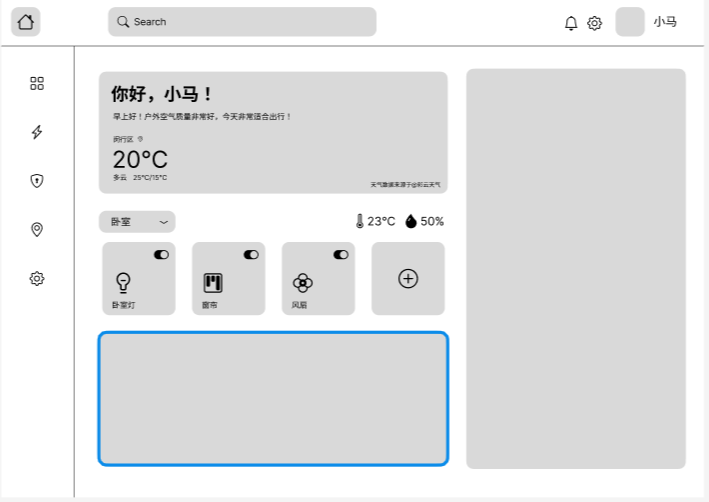 Search
小马
你好，小马！
早上好！户外空气质量非常好，今天非常适合出行！
闵行区
20°C
多云 25°C/15°C
天气数据来源于@彩云天气
卧室
23°C
50%
卧室灯
窗帘
风扇